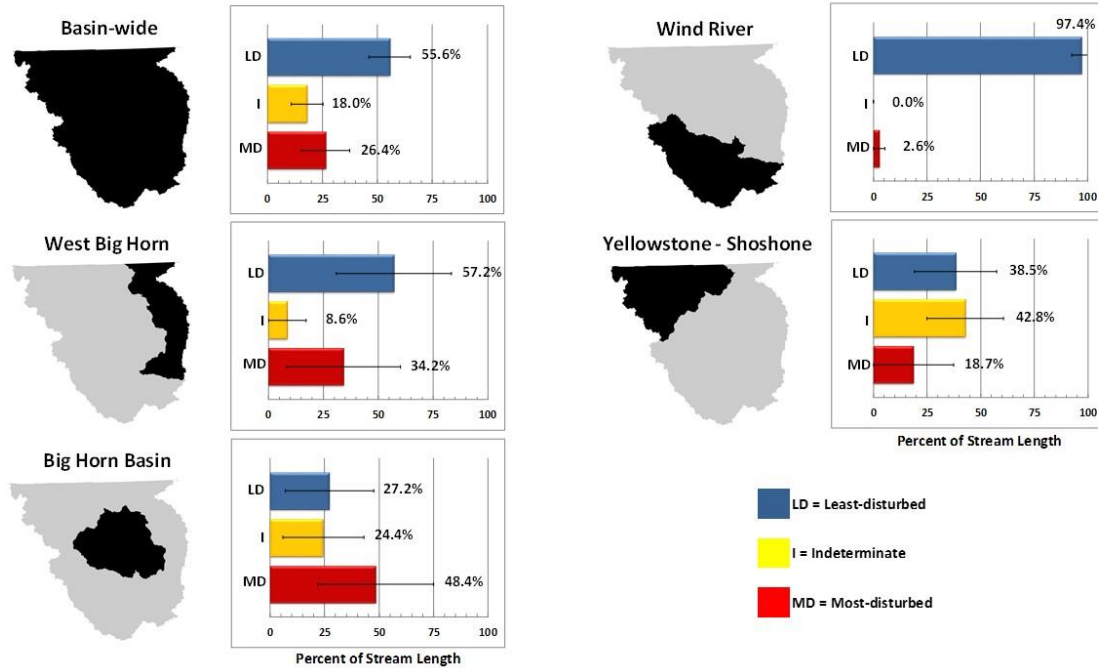 Basin-wide
LD
55.6%
I
18.0%
MD
26.4%
0 25 50 75 100
West Big Horn
LD
57.2%
I
8.6%
MD
34.2%
0 25 50 75 100
Big Horn Basin
LD
27.2%
I
24.4%
MD
48.4%
0 25 50 75 100
Percent of Stream Length
Wind River
97.4%
LD
I
0.0%
MD
2.6%
0 25 50 75 100
Yellowstone - Shoshone
LD
38.5%
I
42.8%
MD
18.7%
0 25 50 75 100
Percent of Stream Length
LD = Least-disturbed
I = Indeterminate
MD = Most-disturbed